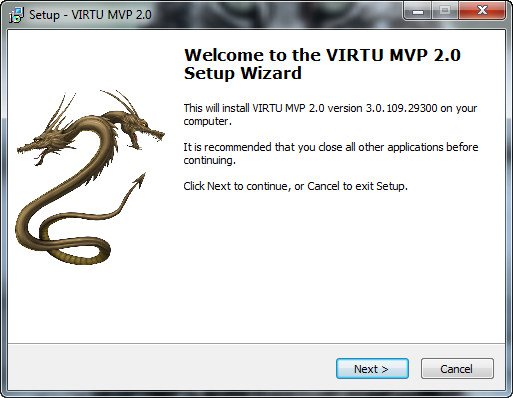 Setup - VIRTU MVP 2.0
Welcome to the VIRTU MVP 2.0
Setup Wizard
This will install VIRTU MVP 2.0 version 3.0.109.29300 on your
computer.
It is recommended that you close all other applications before
continuing.
Click Next to continue, or Cancel to exit Setup.
Next >
Cancel